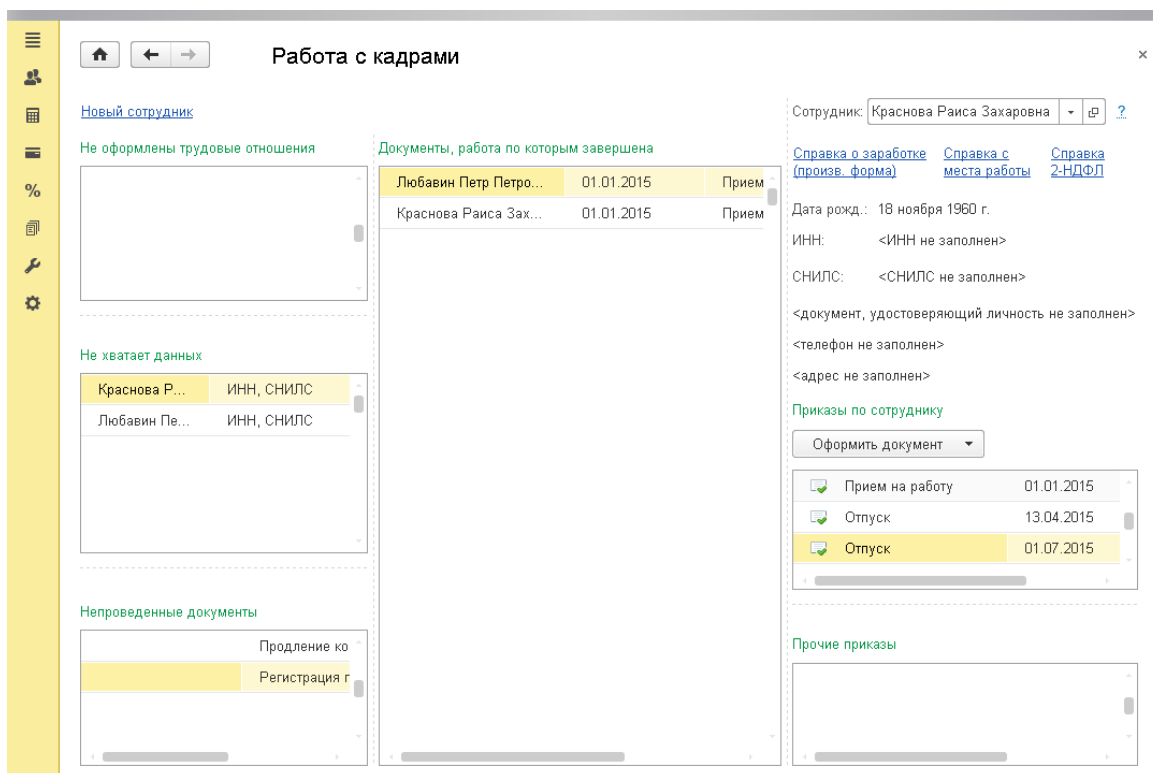 Работа с кадрами
Новый сотрудник
Не оформлены трудовые отношения
Не хватает данных
Краснова Р... ИНН, СНИЛС
Любавин Пе... ИНН, СНИЛС
Непроведенные документы
Продление ко
Регистрация г
Документы, работа по которым завершена
Любавин Петр Петро... 01.01.2015 Прием
Краснова Раиса Зах... 01.01.2015 Прием
Сотрудник: Краснова Раиса Захаровна ?
Справка о заработке (произв. форма)
Справка с места работы
Справка 2-НДФЛ
Дата рожд.: 18 ноября 1960 г.
ИНН: <ИНН не заполнен>
СНИЛС: <СНИЛС не заполнен>
<документ, удостоверяющий личность не заполнен>
<телефон не заполнен>
<адрес не заполнен>
Приказы по сотруднику
Оформить документ
Прием на работу 01.01.2015
Отпуск 13.04.2015
Отпуск 01.07.2015
Прочие приказы